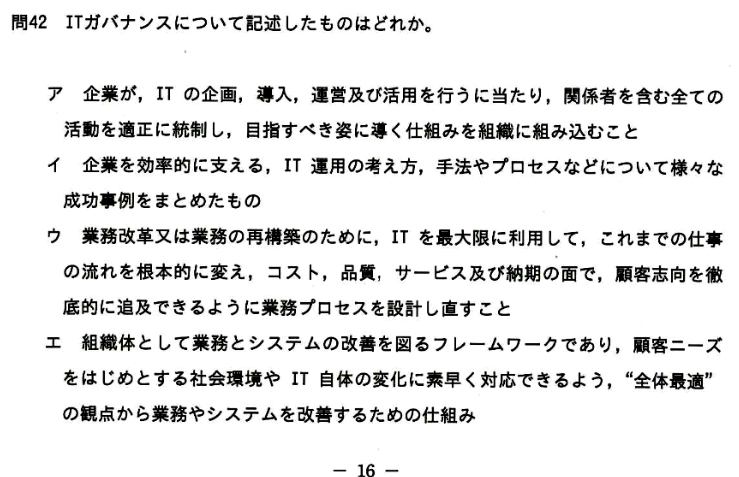 問42 ITガバナンスについて記述したものはどれか。
ア 企業が，IT の企画，導入，運営及び活用を行うに当たり，関係者を含む全ての
活動を適正に統制し，目指すべき姿に導く仕組みを組織に組み込むこと
イ 企業を効率的に支える，IT 運用の考え方，手法やプロセスなどについて様々な
成功事例をまとめたもの
ウ 業務改革又は業務の再構築のために，IT を最大限に利用して，これまでの仕事
の流れを根本的に変え，コスト，品質，サービス及び納期の面で，顧客志向を徹
底的に追及できるように業務プロセスを設計し直すこと
エ 組織体として業務とシステムの改善を図るフレームワークであり，顧客ニーズ
をはじめとする社会環境や IT 自体の変化に素早く対応できるよう，“全体最適”
の観点から業務やシステムを改善するための仕組み
－ 16 －